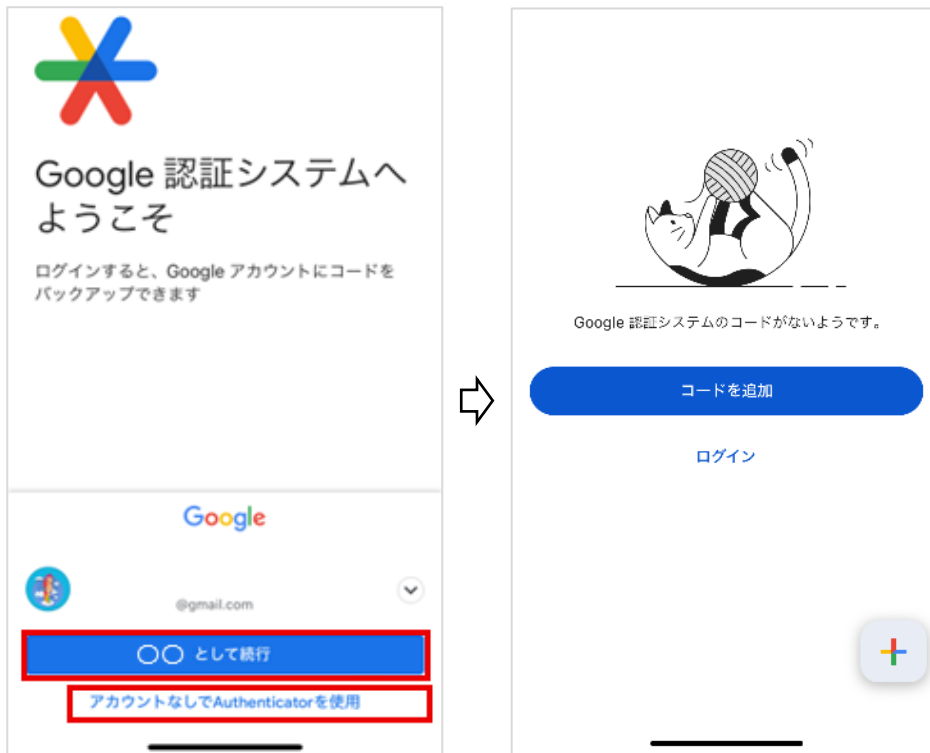 Google 認証システムへ
ようこそ
ログインすると、Google アカウントにコードを
バックアップできます
Google
@gmail.com
〇〇 として続行
アカウントなしでAuthenticatorを使用
Google 認証システムのコードがないようです。
コードを追加
ログイン